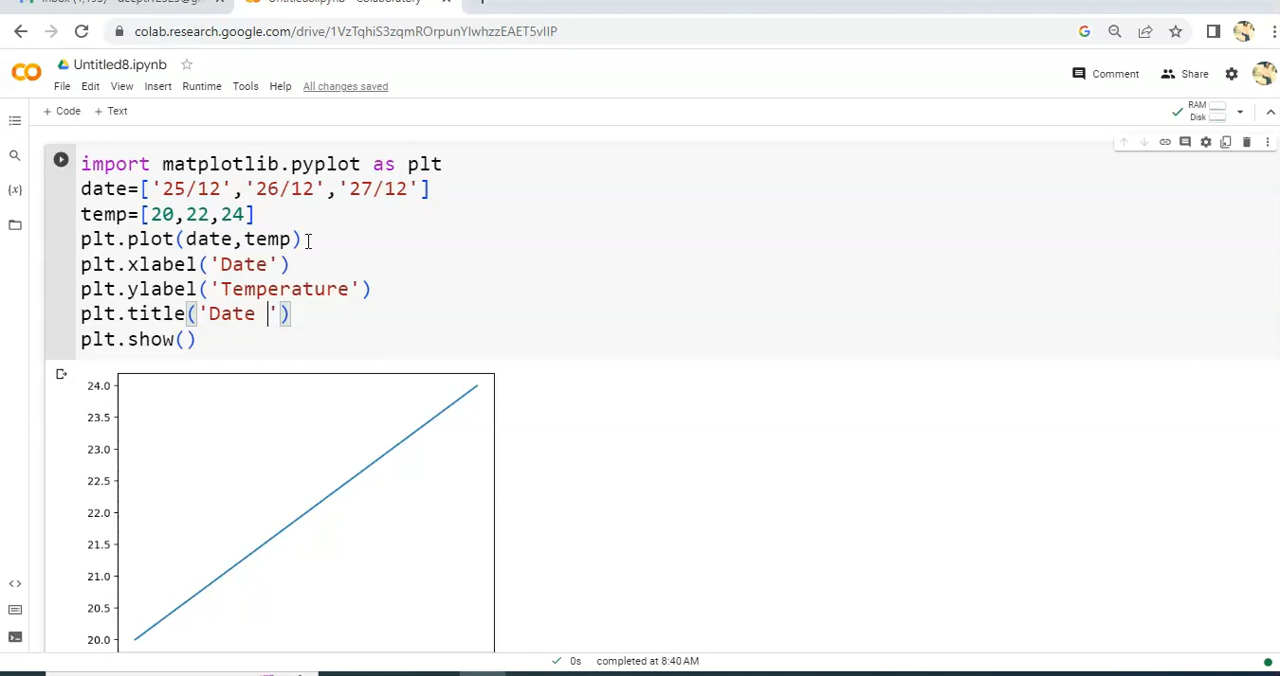 colab.research.google.com/drive/1VzTqhiS3zqmROrpunYlwhzzEAET5vIIP
Untitled8.ipynb
File Edit View Insert Runtime Tools Help All changes saved
Comment Share
+ Code + Text
RAM
Disk
import matplotlib.pyplot as plt
date=['25/12','26/12','27/12']
temp=[20,22,24]
plt.plot(date,temp)
plt.xlabel('Date')
plt.ylabel('Temperature')
plt.title('Date ')
plt.show()
24.0
23.5
23.0
22.5
22.0
21.5
21.0
20.5
20.0
0s completed at 8:40 AM